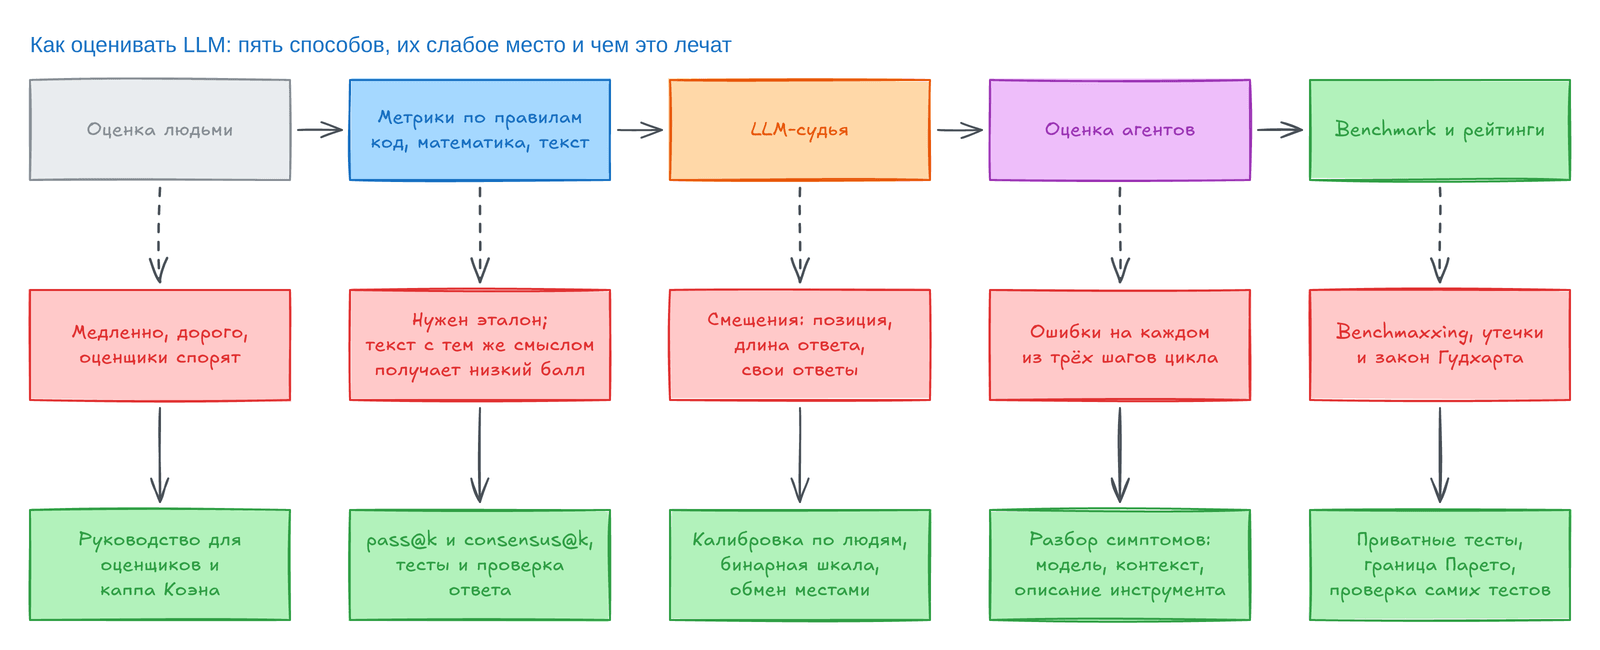 Как оценивать LLM: пять способов, их слабое место и чем это лечат
Оценка людьми
Метрики по правилам
код, математика, текст
LLM-судья
Оценка агентов
Benchmark и рейтинги
Медленно, дорого,
оценщики спорят
Нужен эталон;
текст с тем же смыслом
получает низкий балл
Смещения: позиция,
длина ответа,
свои ответы
Ошибки на каждом
из трёх шагов цикла
Benchmaxxing, утечки
и закон Гудхарта
Руководство для
оценщиков и
каппа Коэна
pass@k и consensus@k,
тесты и проверка
ответа
Калибровка по людям,
бинарная шкала,
обмен местами
Разбор симптомов:
модель, контекст,
описание инструмента
Приватные тесты,
граница Парето,
проверка самих тестов